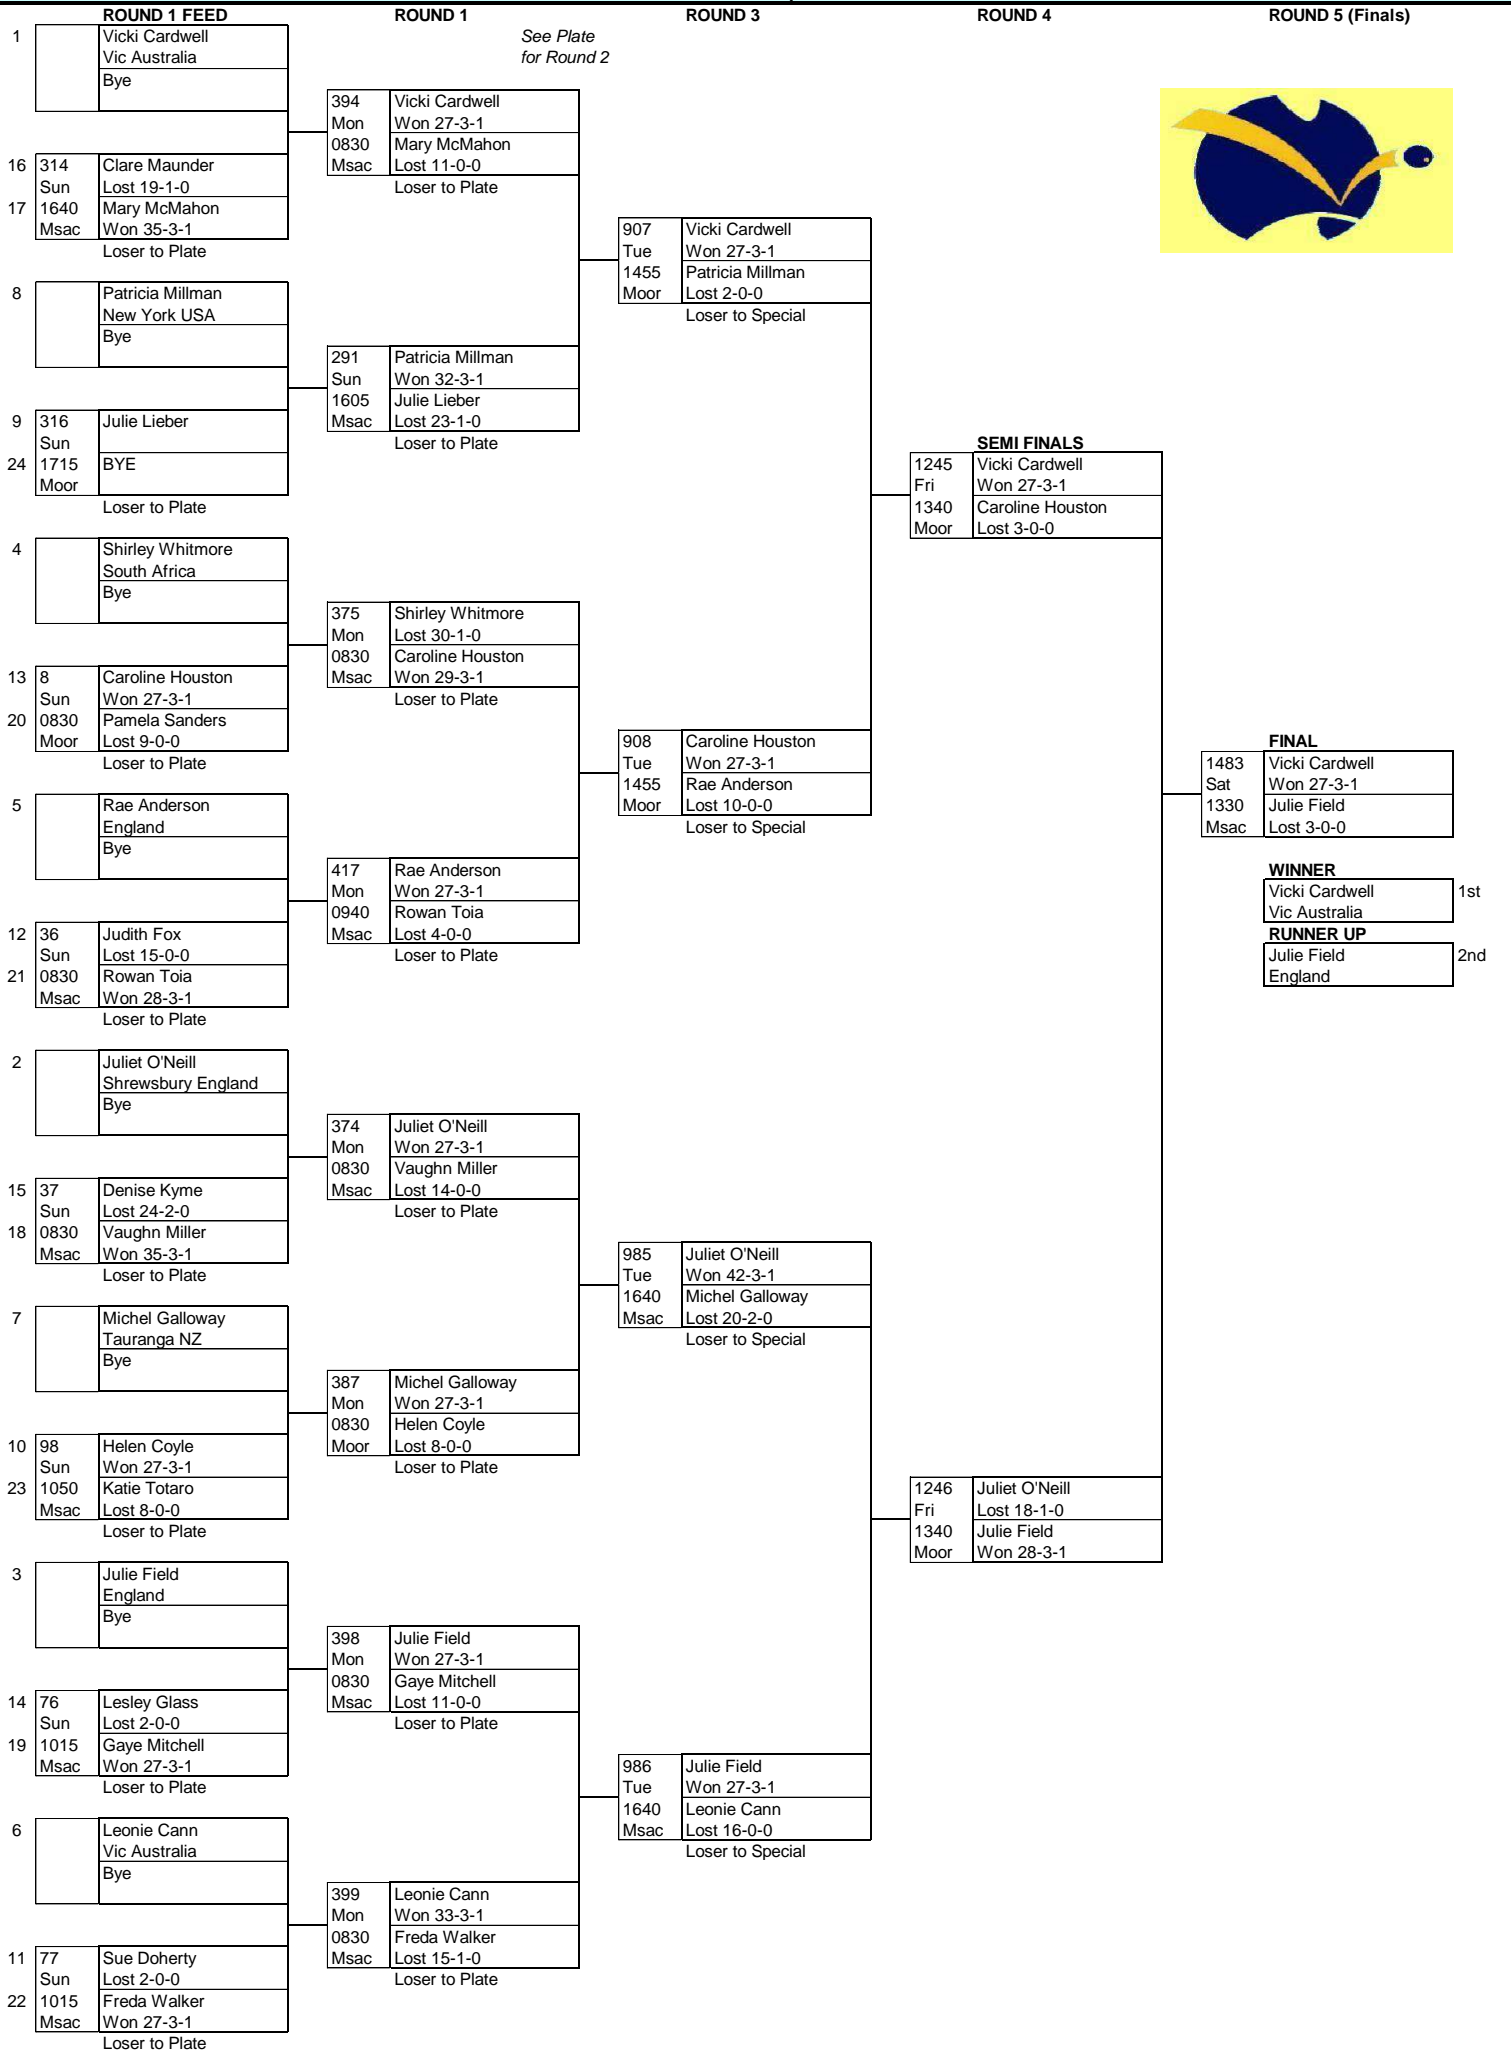 ROUND 1 FEED ROUND 1 ROUND 3 ROUND 4 ROUND 5 (Finals)
1 Vicki Cardwell
Vic Australia
Bye
16 314 Clare Maunder
Sun Lost 19-1-0
17 1640 Mary McMahon
Msac Won 35-3-1
Loser to Plate
8 Patricia Millman
New York USA
Bye
9 316 Julie Lieber
Sun
24 1715 BYE
Moor
Loser to Plate
4 Shirley Whitmore
South Africa
Bye
13 8 Caroline Houston
Sun Won 27-3-1
20 0830 Pamela Sanders
Moor Lost 9-0-0
Loser to Plate
5 Rae Anderson
England
Bye
12 36 Judith Fox
Sun Lost 15-0-0
21 0830 Rowan Toia
Msac Won 28-3-1
Loser to Plate
2 Juliet O'Neill
Shrewsbury England
Bye
15 37 Denise Kyme
Sun Lost 24-2-0
18 0830 Vaughn Miller
Msac Won 35-3-1
Loser to Plate
7 Michel Galloway
Tauranga NZ
Bye
10 98 Helen Coyle
Sun Won 27-3-1
23 1050 Katie Totaro
Msac Lost 8-0-0
Loser to Plate
3 Julie Field
England
Bye
14 76 Lesley Glass
Sun Lost 2-0-0
19 1015 Gaye Mitchell
Msac Won 27-3-1
Loser to Plate
6 Leonie Cann
Vic Australia
Bye
11 77 Sue Doherty
Sun Lost 2-0-0
22 1015 Freda Walker
Msac Won 27-3-1
Loser to Plate
See Plate
for Round 2
394 Vicki Cardwell
Mon Won 27-3-1
0830 Mary McMahon
Msac Lost 11-0-0
Loser to Plate
291 Patricia Millman
Sun Won 32-3-1
1605 Julie Lieber
Msac Lost 23-1-0
Loser to Plate
375 Shirley Whitmore
Mon Lost 30-1-0
0830 Caroline Houston
Msac Won 29-3-1
Loser to Plate
417 Rae Anderson
Mon Won 27-3-1
0940 Rowan Toia
Msac Lost 4-0-0
Loser to Plate
374 Juliet O'Neill
Mon Won 27-3-1
0830 Vaughn Miller
Msac Lost 14-0-0
Loser to Plate
387 Michel Galloway
Mon Won 27-3-1
0830 Helen Coyle
Moor Lost 8-0-0
Loser to Plate
398 Julie Field
Mon Won 27-3-1
0830 Gaye Mitchell
Msac Lost 11-0-0
Loser to Plate
399 Leonie Cann
Mon Won 33-3-1
0830 Freda Walker
Msac Lost 15-1-0
Loser to Plate
907 Vicki Cardwell
Tue Won 27-3-1
1455 Patricia Millman
Moor Lost 2-0-0
Loser to Special
908 Caroline Houston
Tue Won 27-3-1
1455 Rae Anderson
Moor Lost 10-0-0
Loser to Special
985 Juliet O'Neill
Tue Won 42-3-1
1640 Michel Galloway
Msac Lost 20-2-0
Loser to Special
986 Julie Field
Tue Won 27-3-1
1640 Leonie Cann
Msac Lost 16-0-0
Loser to Special
SEMI FINALS
1245 Vicki Cardwell
Fri Won 27-3-1
1340 Caroline Houston
Moor Lost 3-0-0
1246 Juliet O'Neill
Fri Lost 18-1-0
1340 Julie Field
Moor Won 28-3-1
FINAL
1483 Vicki Cardwell
Sat Won 27-3-1
1330 Julie Field
Msac Lost 3-0-0
WINNER
Vicki Cardwell 1st
Vic Australia
RUNNER UP
Julie Field 2nd
England